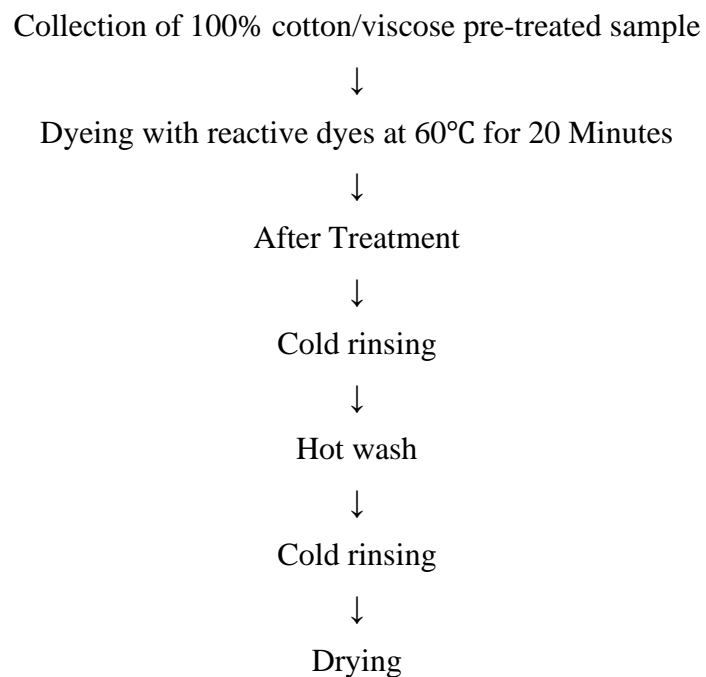 Collection of 100% cotton/viscose pre-treated sample
↓
Dyeing with reactive dyes at 60℃ for 20 Minutes
↓
After Treatment
↓
Cold rinsing
↓
Hot wash
↓
Cold rinsing
↓
Drying